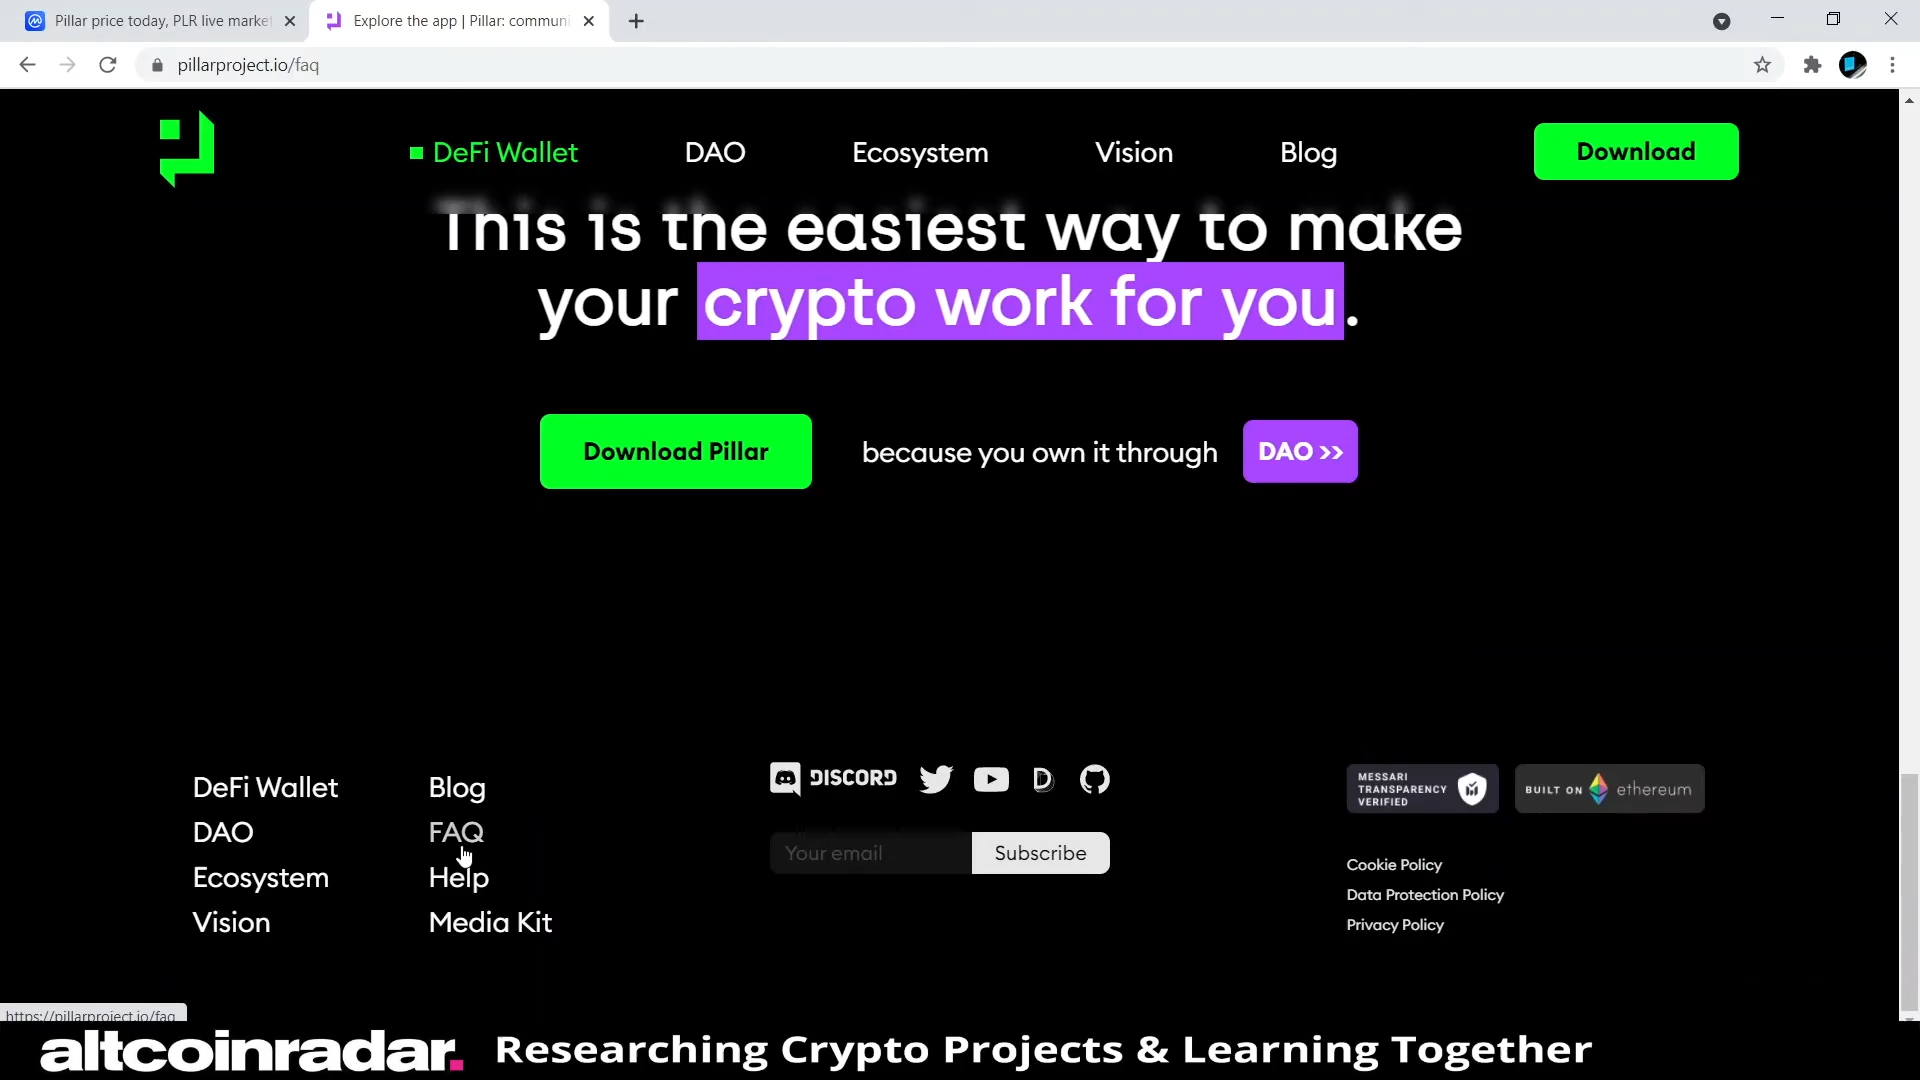 Pillar price today, PLR live marke
Explore the app | Pillar: communi
pillarproject.io/faq
DeFi Wallet
DAO
Ecosystem
Vision
Blog
Download
This is the easiest way to make
your crypto work for you.
Download Pillar
because you own it through
DAO >>
DeFi Wallet
DAO
Ecosystem
Vision
Blog
FAQ
Help
Media Kit
DISCORD
Your email
Subscribe
MESSARI
TRANSPARENCY
VERIFIED
BUILT ON ethereum
Cookie Policy
Data Protection Policy
Privacy Policy
https://pillarproject.io/faq
altcoinradar.
Researching Crypto Projects & Learning Together